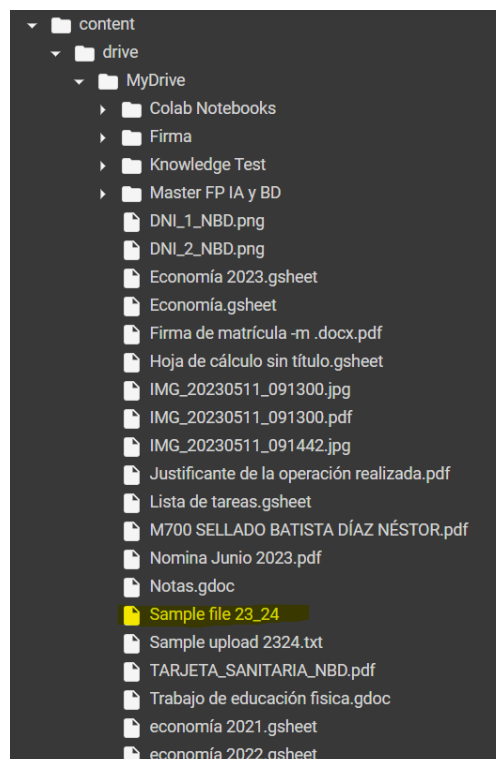 content
drive
MyDrive
Colab Notebooks
Firma
Knowledge Test
Master FP IA y BD
DNI_1_NBD.png
DNI_2_NBD.png
Economía 2023.gsheet
Economía.gsheet
Firma de matrícula -m .docx.pdf
Hoja de cálculo sin título.gsheet
IMG_20230511_091300.jpg
IMG_20230511_091300.pdf
IMG_20230511_091442.jpg
Justificante de la operación realizada.pdf
Lista de tareas.gsheet
M700 SELLADO BATISTA DÍAZ NÉSTOR.pdf
Nomina Junio 2023.pdf
Notas.gdoc
Sample file 23_24
Sample upload 2324.txt
TARJETA_SANITARIA_NBD.pdf
Trabajo de educación fisica.gdoc
economía 2021.gsheet
economía 2022.gsheet